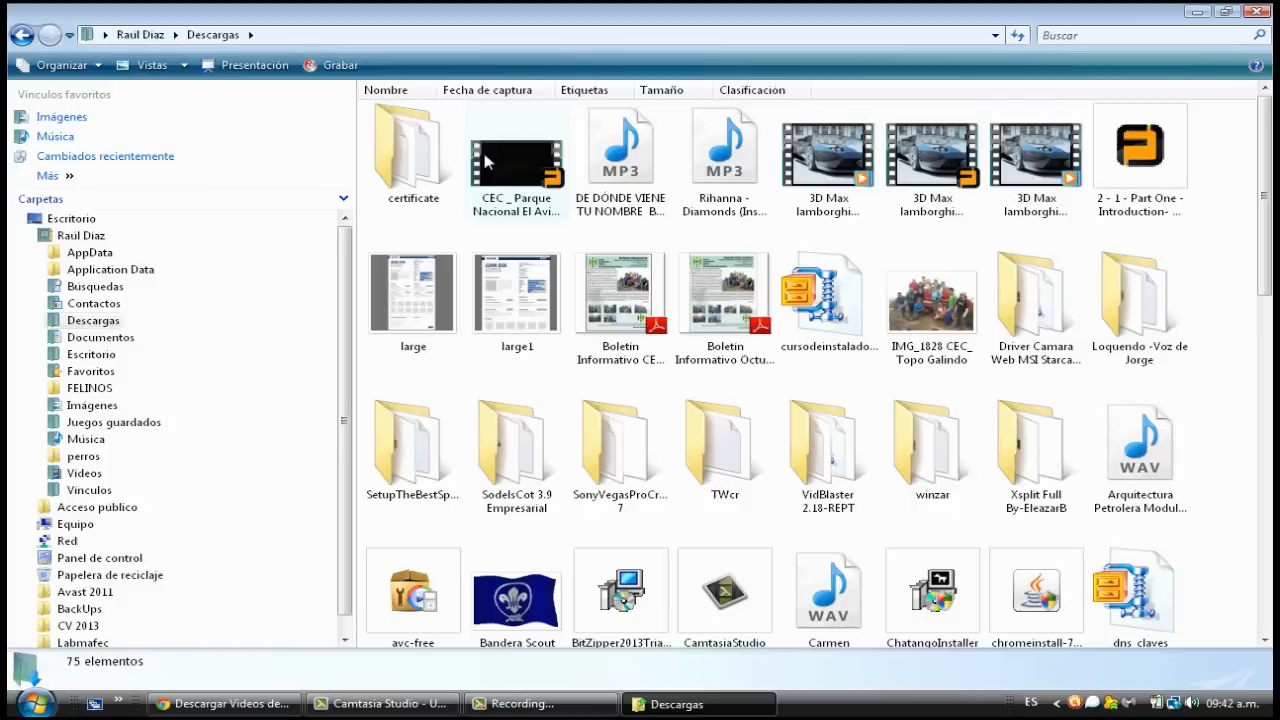 Raúl Diaz
Descargas
Buscar
Organizar
Vistas
Presentación
Grabar
Vínculos favoritos
Imágenes
Música
Cambiados recientemente
Más »
Carpetas
Escritorio
Raúl Diaz
AppData
Application Data
Búsquedas
Contactos
Descargas
Documentos
Escritorio
Favoritos
FELINOS
Imágenes
Juegos guardados
Musica
perros
Vídeos
Vínculos
Acceso público
Equipo
Red
Panel de control
Papelera de reciclaje
Avast 2011
BackUps
CV 2013
Labmafec
Nombre
Fecha de captura
Etiquetas
Tamaño
Clasificación
certificate
CEC _ Parque
Nacional El Avi...
MP3
DE DÓNDE VIENE
TU NOMBRE B...
MP3
Rihanna -
Diamonds (Ins...
3D Max
lamborghi...
3D Max
lamborghi...
3D Max
lamborghi...
2 - 1 - Part One -
Introduction- ...
large
large1
Boletin
Informativo CE...
Boletin
Informativo Octu...
cursodeinstalado...
IMG_1828 CEC_
Topo Galindo
Driver Camara
Web MSI Starca...
Loquendo -Voz de
Jorge
SetupTheBestSp...
SodelsCot 3.9
Empresarial
SonyVegasProCr...
7
TWcr
VidBlaster
2.18-REPT
winzar
Xsplit Full
By-EleazarB
WAV
Arquitectura
Petrolera Modul...
avc-free
Bandera Scout
BitZipper2013Tria...
CamtasiaStudio
WAV
Carmen
ChatangoInstaller
chromeinstall-7...
dns_claves
75 elementos
Descargar Videos de...
Camtasia Studio - U...
Recording...
Descargas
ES
09:42 a.m.